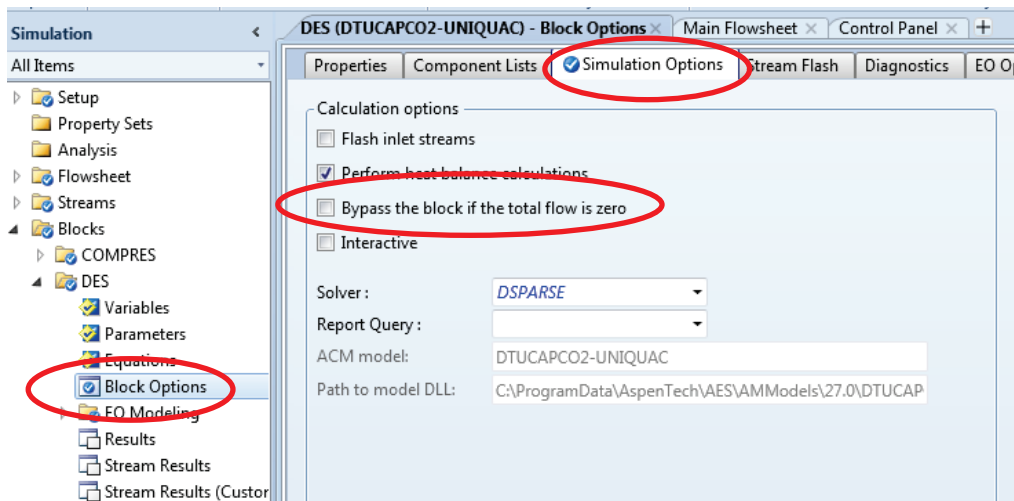 Simulation
All Items
Setup
Property Sets
Analysis
Flowsheet
Streams
Blocks
COMPRES
DES
Variables
Parameters
Equations
Block Options
EO Modeling
Results
Stream Results
Stream Results (Custor
DES (DTUCAPCO2-UNIQUAC) - Block Options Main Flowsheet Control Panel +
Properties Component Lists Simulation Options Stream Flash Diagnostics EO Op
Calculation options
Flash inlet streams
Perform heat balance calculations
Bypass the block if the total flow is zero
Interactive
Solver : DSPARSE
Report Query :
ACM model: DTUCAPCO2-UNIQUAC
Path to model DLL: C:\ProgramData\AspenTech\AES\AMModels\27.0\DTUCAP